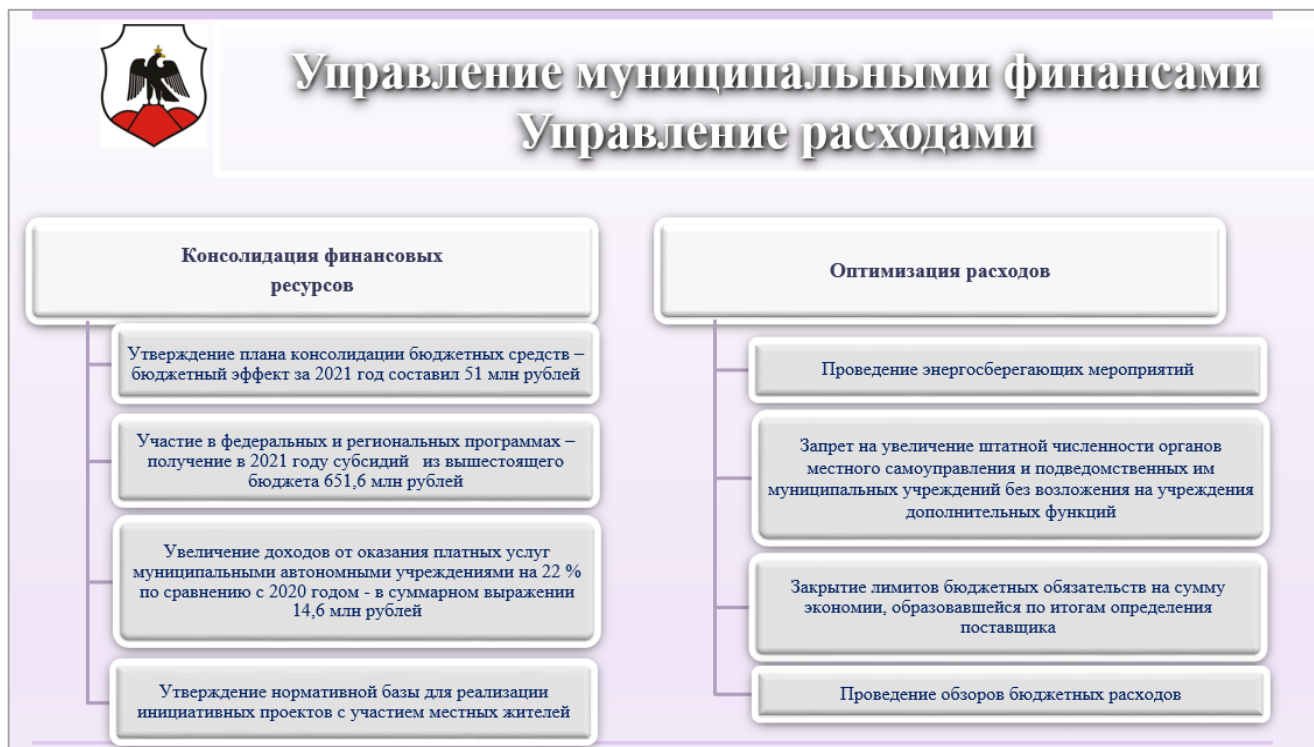 Управление муниципальными финансами
Управление расходами
Консолидация финансовых
ресурсов
Утверждение плана консолидации бюджетных средств –
бюджетный эффект за 2021 год составил 51 млн рублей
Участие в федеральных и региональных программах –
получение в 2021 году субсидий из вышестоящего
бюджета 651,6 млн рублей
Увеличение доходов от оказания платных услуг
муниципальными автономными учреждениями на 22 %
по сравнению с 2020 годом - в суммарном выражении
14,6 млн рублей
Утверждение нормативной базы для реализации
инициативных проектов с участием местных жителей
Оптимизация расходов
Проведение энергосберегающих мероприятий
Запрет на увеличение штатной численности органов
местного самоуправления и подведомственных им
муниципальных учреждений без возложения на учреждения
дополнительных функций
Закрытие лимитов бюджетных обязательств на сумму
экономии, образовавшейся по итогам определения
поставщика
Проведение обзоров бюджетных расходов